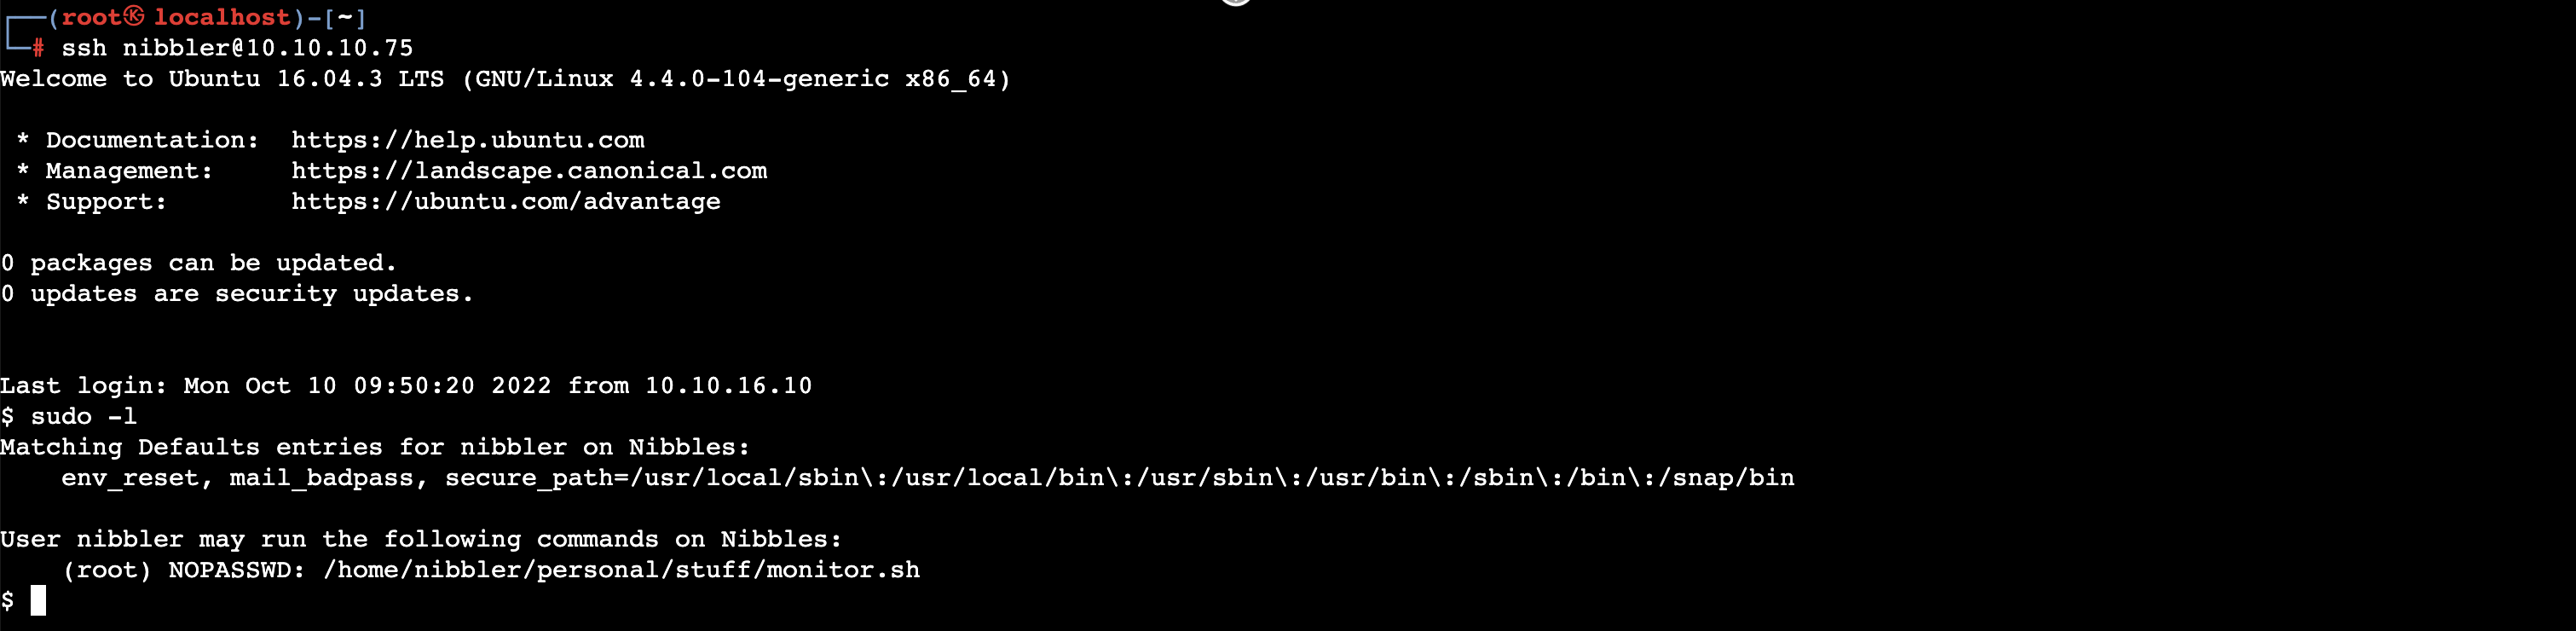 ┌──(root㉿ localhost)-[~]
└─# ssh nibbler@10.10.10.75
Welcome to Ubuntu 16.04.3 LTS (GNU/Linux 4.4.0-104-generic x86_64)
 * Documentation:  https://help.ubuntu.com
 * Management:     https://landscape.canonical.com
 * Support:        https://ubuntu.com/advantage
0 packages can be updated.
0 updates are security updates.
Last login: Mon Oct 10 09:50:20 2022 from 10.10.16.10
$ sudo -l
Matching Defaults entries for nibbler on Nibbles:
    env_reset, mail_badpass, secure_path=/usr/local/sbin\:/usr/local/bin\:/usr/sbin\:/usr/bin\:/sbin\:/bin\:/snap/bin
User nibbler may run the following commands on Nibbles:
    (root) NOPASSWD: /home/nibbler/personal/stuff/monitor.sh
$